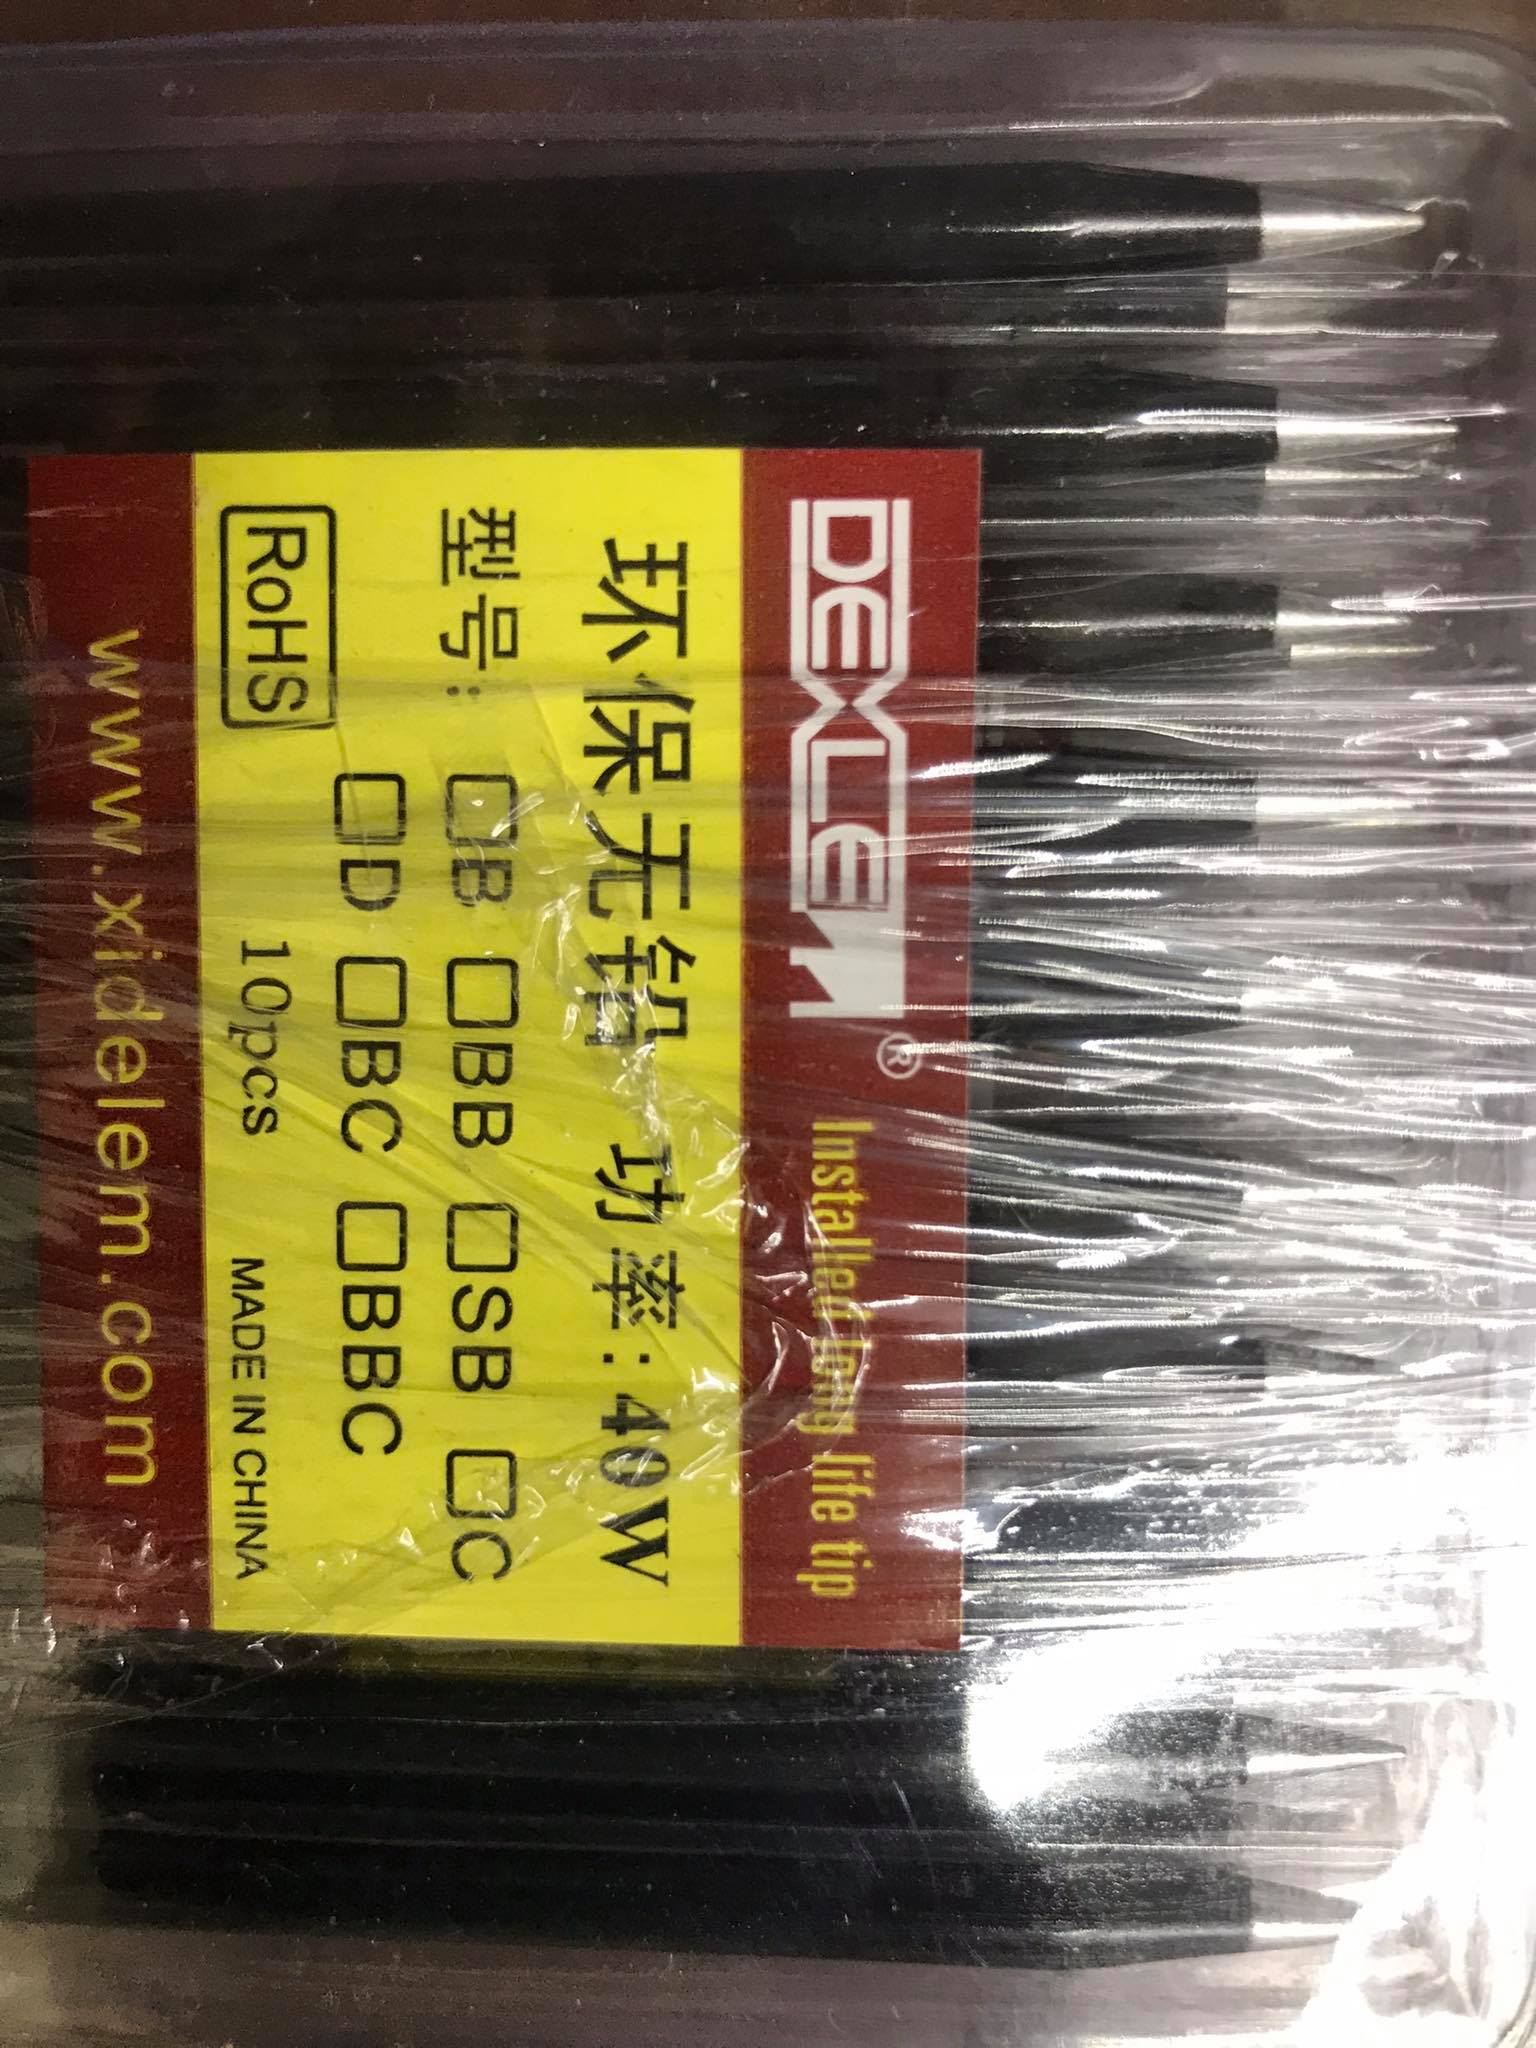 DEXLEM® Installed long life tip
环保无铅 功率:40W
型号: □B □BB □SB □C
□D □BC □BBC
RoHS 10pcs MADE IN CHINA
www.xidelem.com